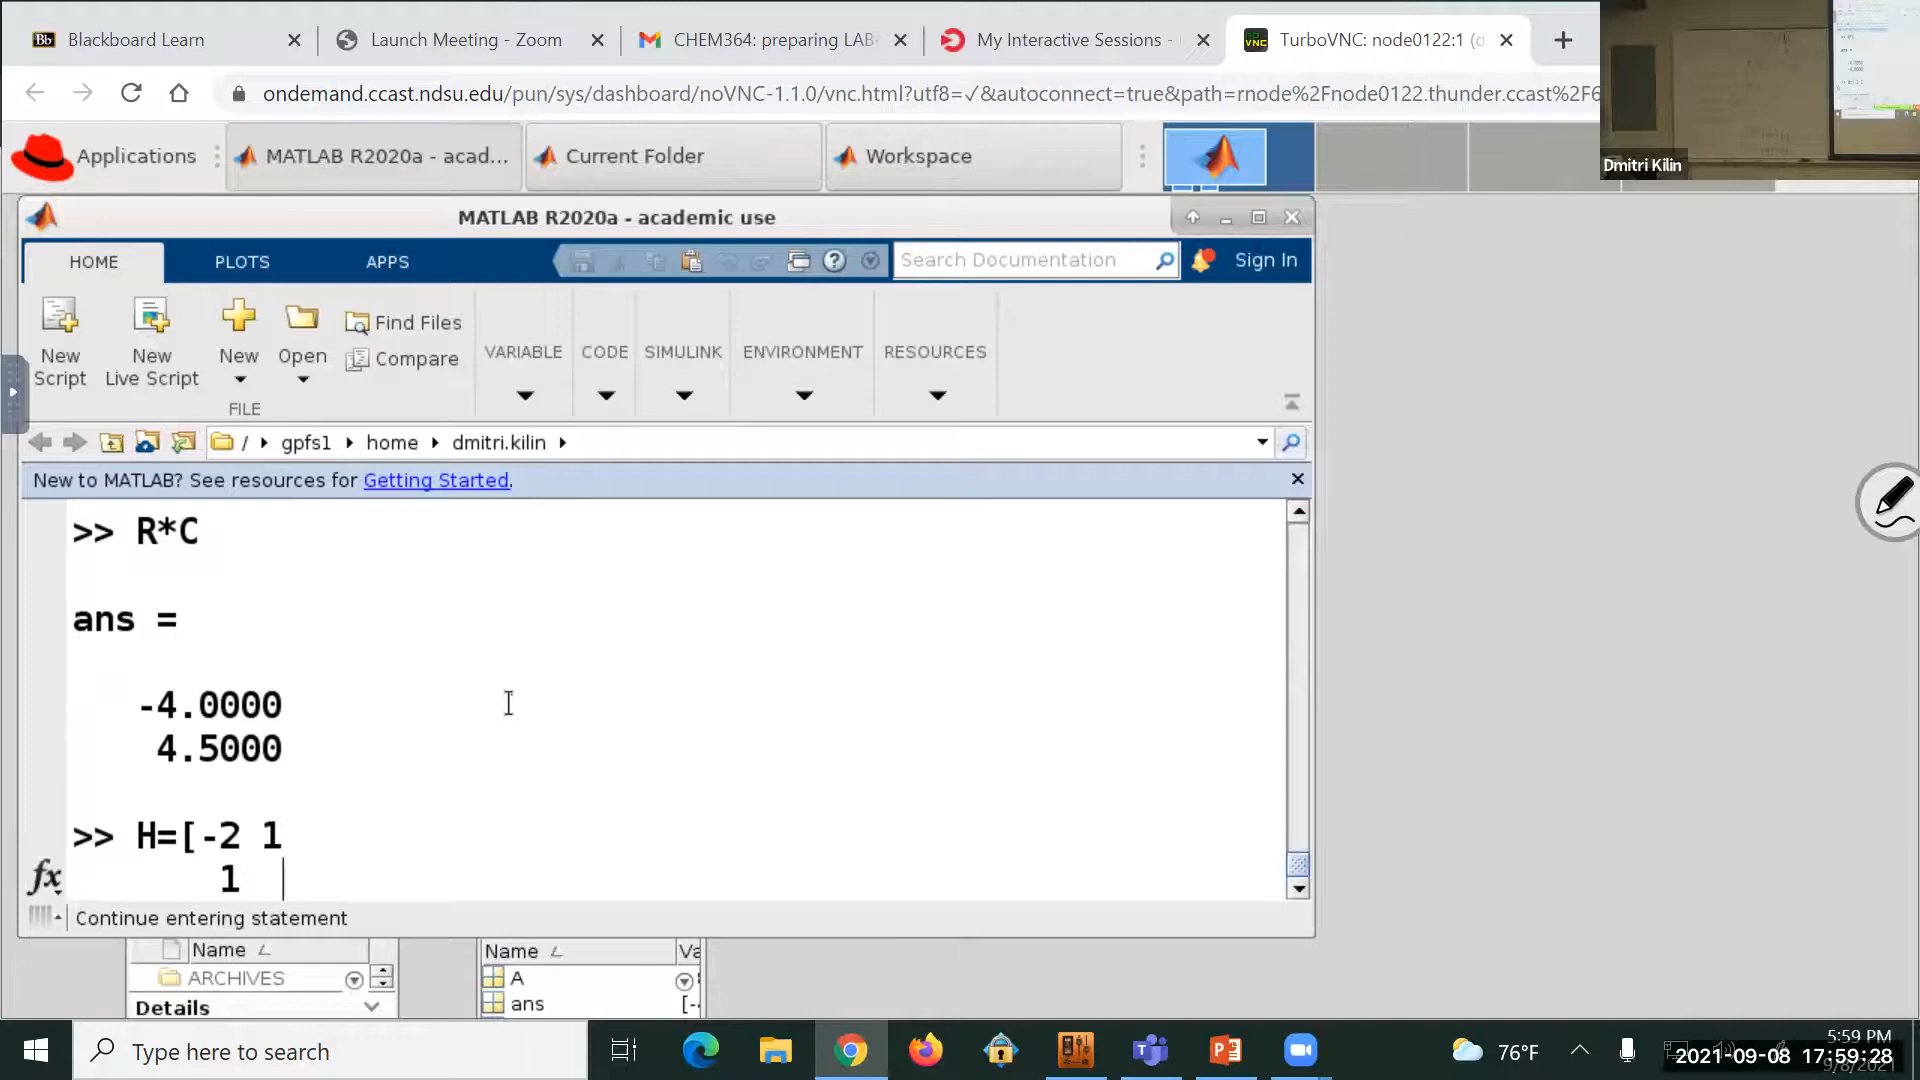 Bb Blackboard Learn
Launch Meeting - Zoom
CHEM364: preparing LAB
My Interactive Sessions -
TurboVNC: node0122:1 (d
ondemand.ccast.ndsu.edu/pun/sys/dashboard/noVNC-1.1.0/vnc.html?utf8=✓&autoconnect=true&path=rnode%2Fnode0122.thunder.ccast%2F6
Dmitri Kilin
Applications
MATLAB R2020a - acad...
Current Folder
Workspace
MATLAB R2020a - academic use
HOME
PLOTS
APPS
Search Documentation
Sign In
New Script
New Live Script
New
Open
Find Files
Compare
FILE
VARIABLE
CODE
SIMULINK
ENVIRONMENT
RESOURCES
/ gpfs1 home dmitri.kilin
New to MATLAB? See resources for Getting Started.
>> R*C
ans =
-4.0000
4.5000
>> H=[-2 1
1
fx
Continue entering statement
Name
ARCHIVES
Details
Name Va
A
ans [-
Type here to search
76°F
5:59 PM
2021-09-08 17:59:28